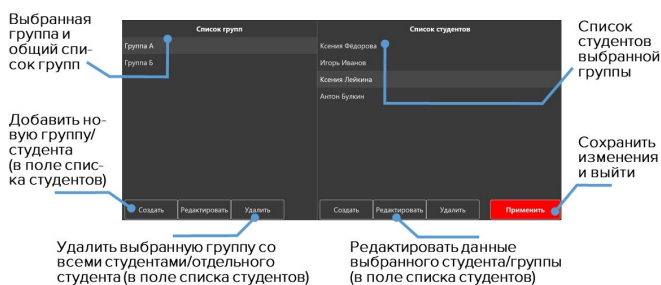 Выбранная
группа и
общий спи-
сок групп
Добавить но-
вую группу/
студента
(в поле спис-
ка студентов)
Список групп
Группа А
Группа Б
Создать
Редактировать
Удалить
Список студентов
Ксения Фёдорова
Игорь Иванов
Ксения Лейкина
Антон Булкин
Создать
Редактировать
Удалить
Применить
Список
студентов
выбранной
группы
Сохранить
изменения
и выйти
Удалить выбранную группу со
всеми студентами/отдельного
студента (в поле списка студентов)
Редактировать данные
выбранного студента/группы
(в поле списка студентов)